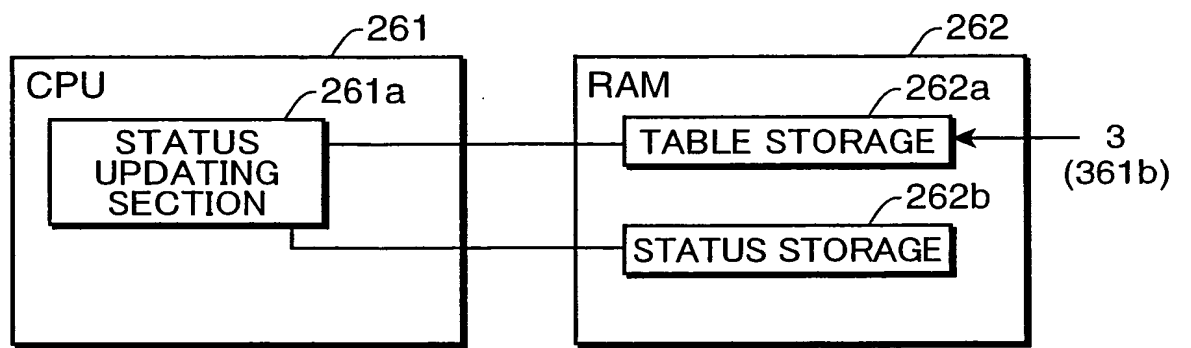 261
262
CPU
261a
RAM
262a
STATUS
UPDATING
SECTION
TABLE STORAGE
3
(361b)
262b
STATUS STORAGE